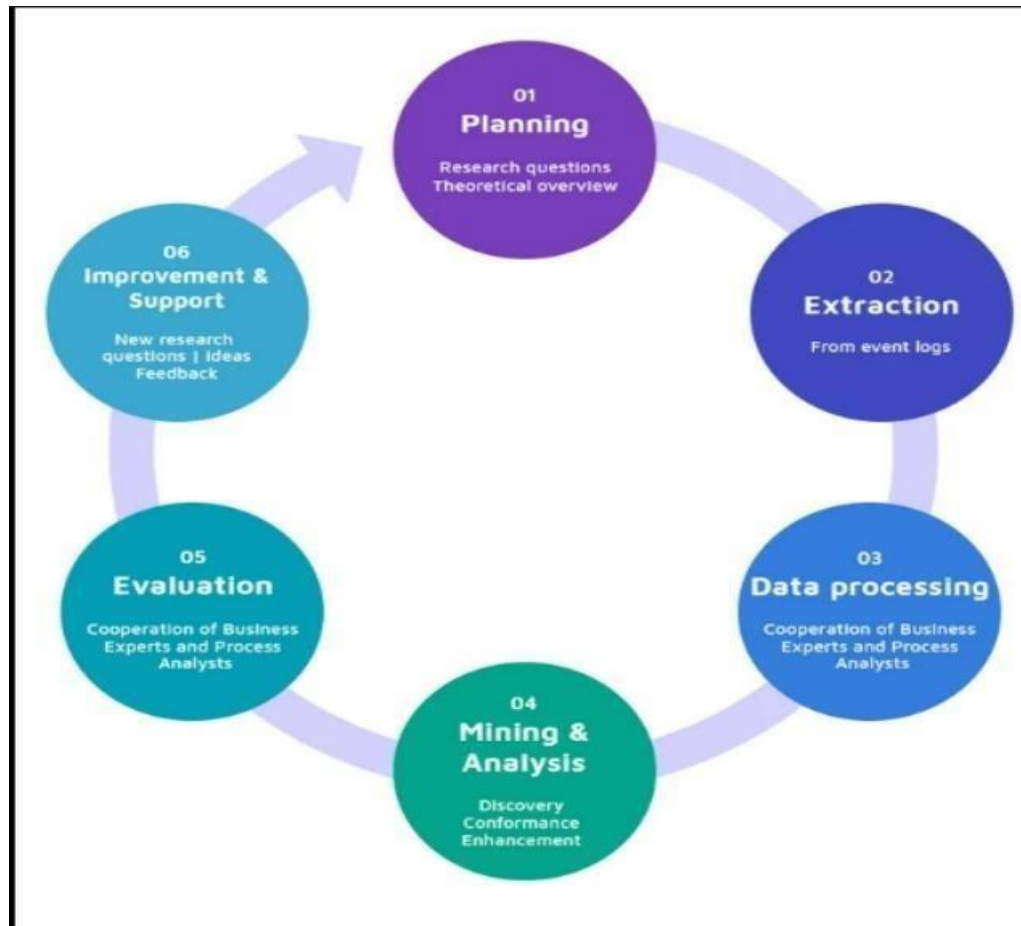 01
Planning
Research questions
Theoretical overview
02
Extraction
From event logs
03
Data processing
Cooperation of Business
Experts and Process
Analysts
04
Mining &
Analysis
Discovery
Conformance
Enhancement
05
Evaluation
Cooperation of Business
Experts and Process
Analysts
06
Improvement &
Support
New research
questions | Ideas
Feedback